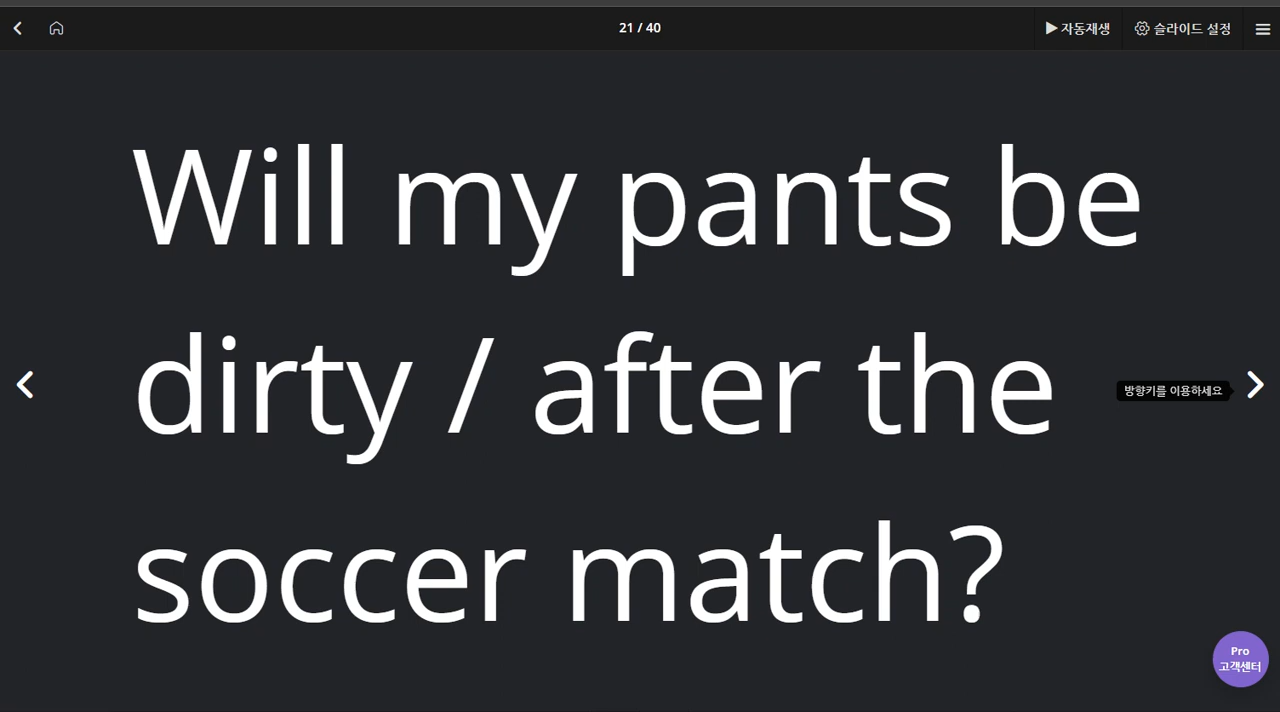 21 / 40
▶ 자동재생
슬라이드 설정
Will my pants be
dirty / after the
soccer match?
방향키를 이용하세요
Pro
고객센터